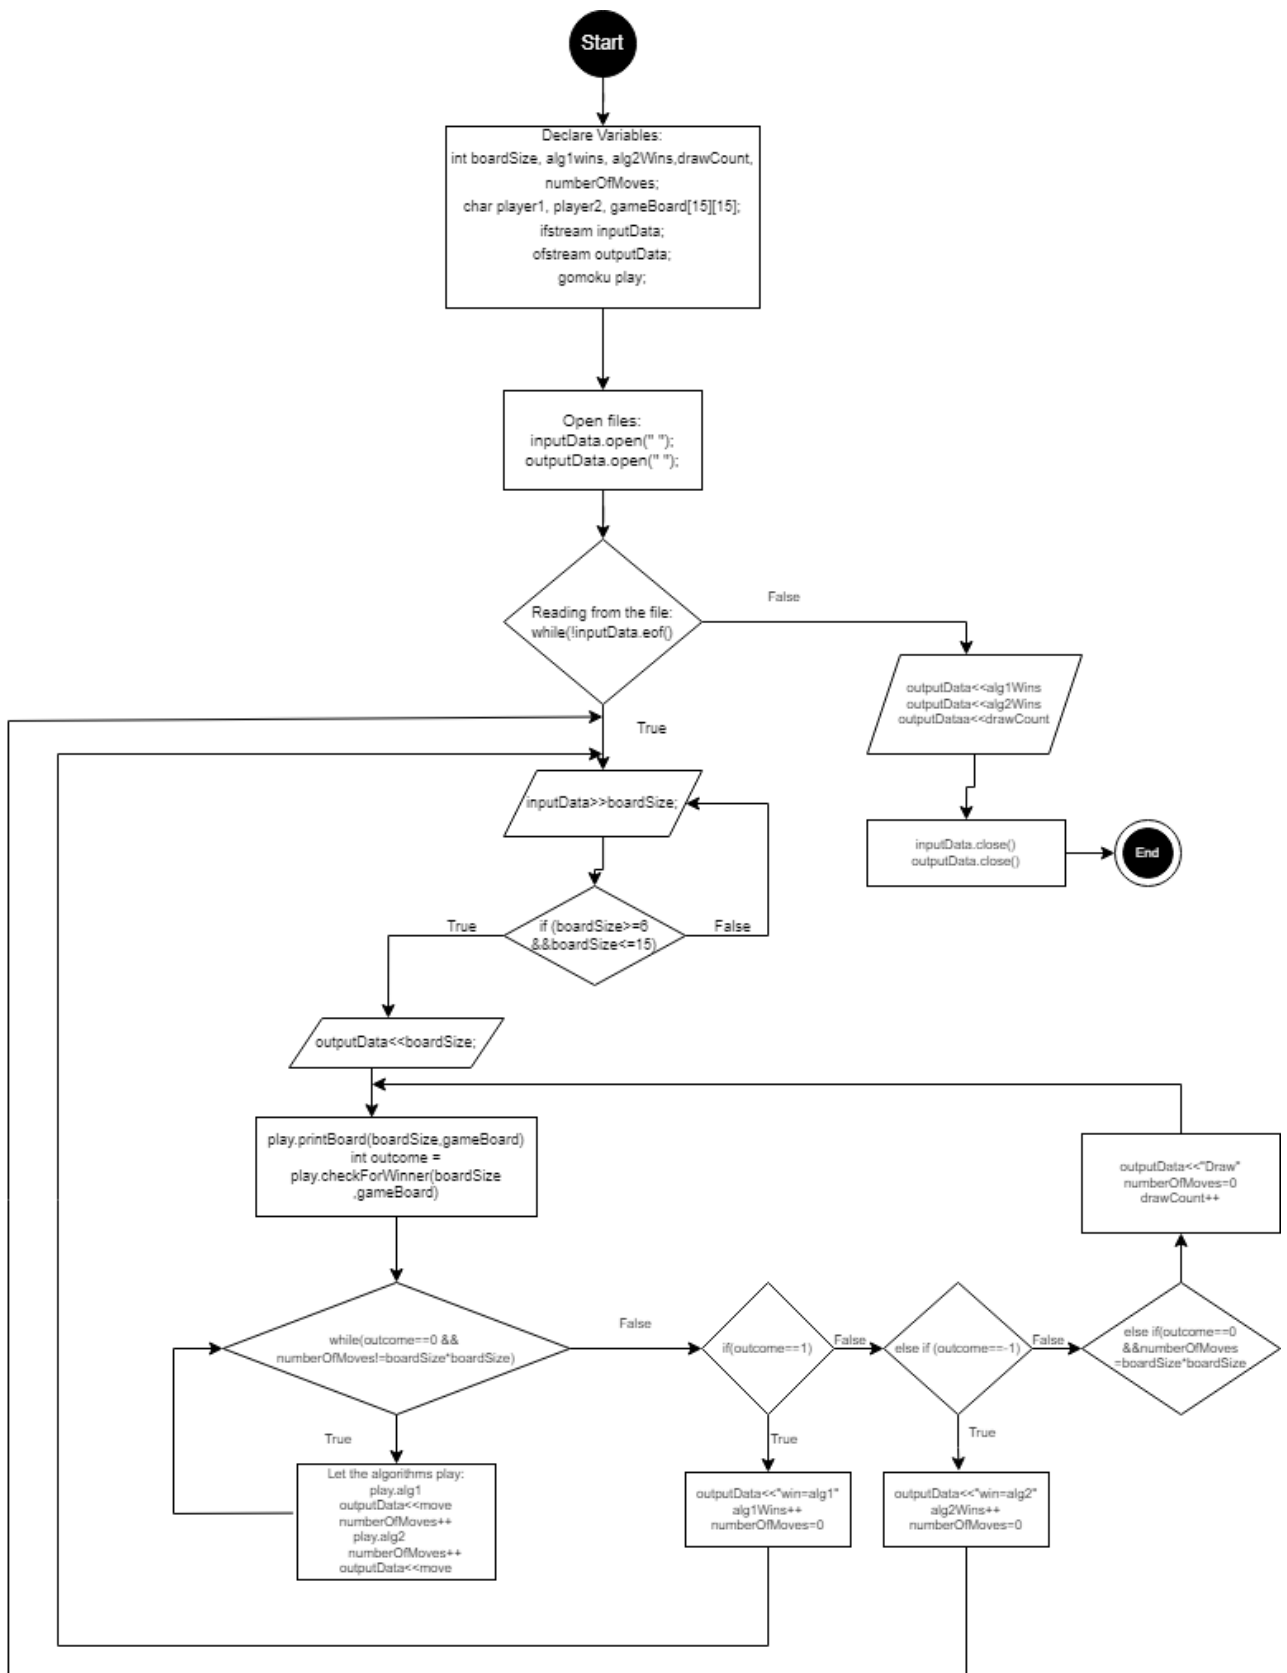 Start
Declare Variables:
int boardSize, alg1wins, alg2Wins,drawCount,
numberOfMoves;
char player1, player2, gameBoard[15][15];
ifstream inputData;
ofstream outputData;
gomoku play;
Open files:
inputData.open(" ");
outputData.open(" ");
Reading from the file:
while(!inputData.eof()
False
outputData<<alg1Wins
outputData<<alg2Wins
outputDataa<<drawCount
inputData.close()
outputData.close()
End
True
inputData>>boardSize;
if (boardSize>=6
&&boardSize<=15)
True
False
outputData<<boardSize;
play.printBoard(boardSize,gameBoard)
int outcome =
play.checkForWinner(boardSize
,gameBoard)
while(outcome==0 &&
numberOfMoves!=boardSize*boardSize)
True
Let the algorithms play:
play.alg1
outputData<<move
numberOfMoves++
play.alg2
numberOfMoves++
outputData<<move
False
if(outcome==1)
True
outputData<<"win=alg1"
alg1Wins++
numberOfMoves=0
False
else if (outcome==-1)
True
outputData<<"win=alg2"
alg2Wins++
numberOfMoves=0
False
else if(outcome==0
&&numberOfMoves
=boardSize*boardSize
outputData<<"Draw"
numberOfMoves=0
drawCount++